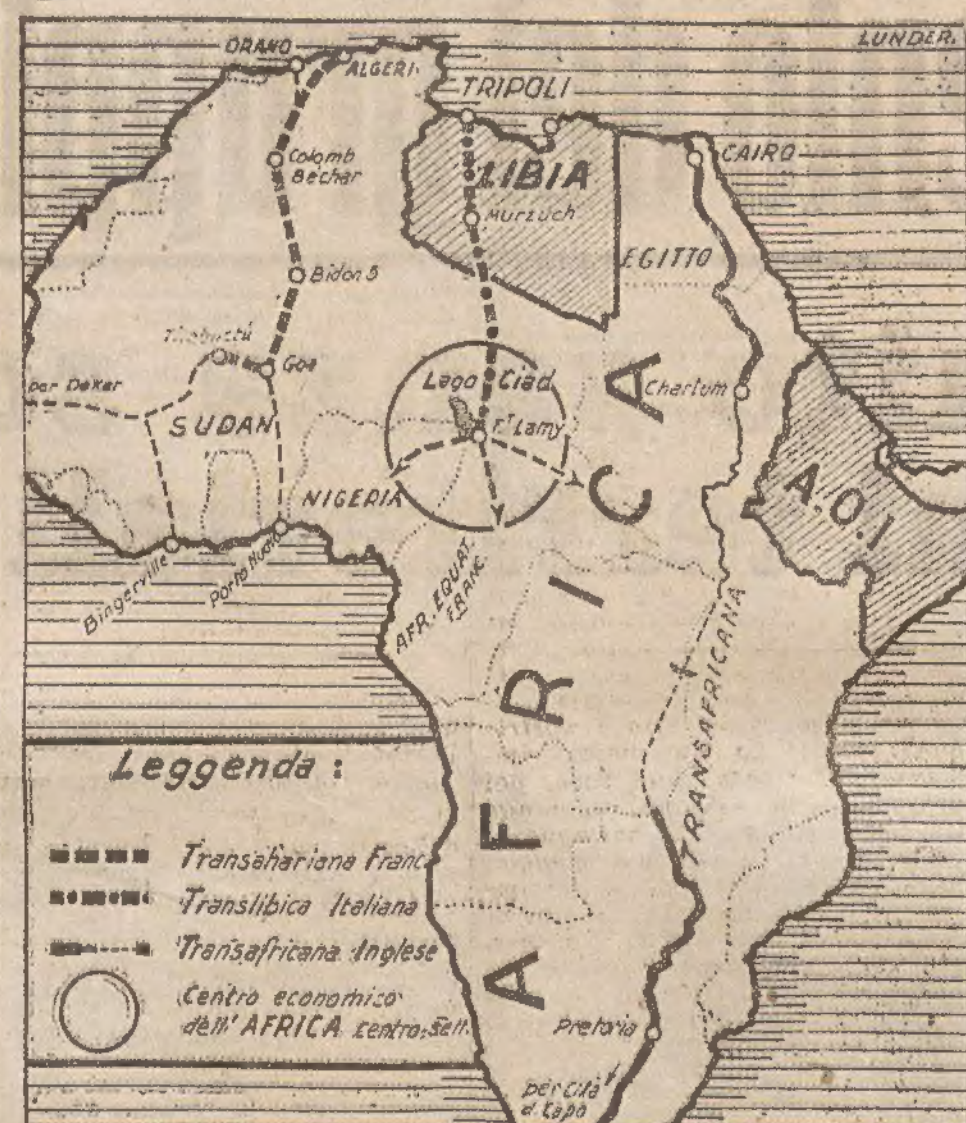 LUNDER.
ORANO
ALGERI
TRIPOLI
Colomb
Bechar
LIBIA
CAIRO
Murzuch
EGITTO
Bidon 5
Timbuctù
Goa
per Dakar
Lago Ciad
Chartum
SUDAN
Ft Lamy
NIGERIA
A.O.I
Bingerville
Porto Nuovo
AFR. EQUAT.
FRANC.
AFRICA
TRANSAFRICANA
Leggenda :
Transahariana Franc.
Translibica Italiana
Transafricana Inglese
Centro economico
dell' AFRICA centro, sett.
Pretoria
per Città
d. Capo